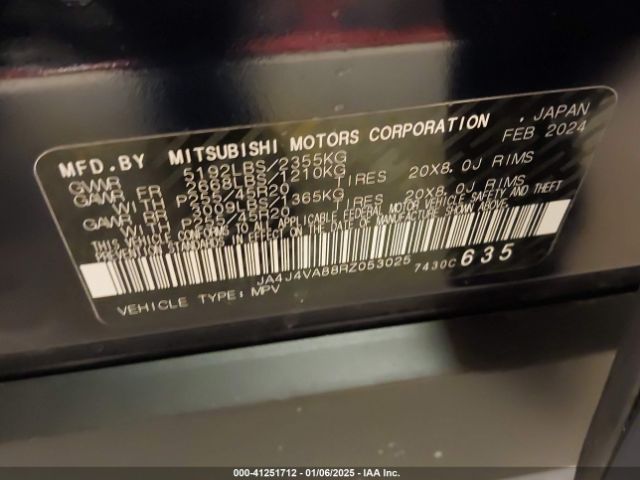 MFD.BY MITSUBISHI MOTORS CORPORATION , JAPAN
FEB 2024
GVWR 5192LBS/2355KG
GAWR FR 2668LBS/1210KG
WITH P255/45R20 TIRES 20X8.0J RIMS
GAWR RR 3009LBS/1365KG
WITH P255/45R20 TIRES 20X8.0J RIMS
THIS VEHICLE CONFORMS TO ALL APPLICABLE FEDERAL MOTOR VEHICLE SAFETY AND THEFT
PREVENTION STANDARDS IN EFFECT ON THE DATE OF MANUFACTURE SHOWN ABOVE.
JA4J4VA88RZ053025 7430C 635
VEHICLE TYPE: MPV
000-41251712 - 01/06/2025 - © IAA Holdings, LLC